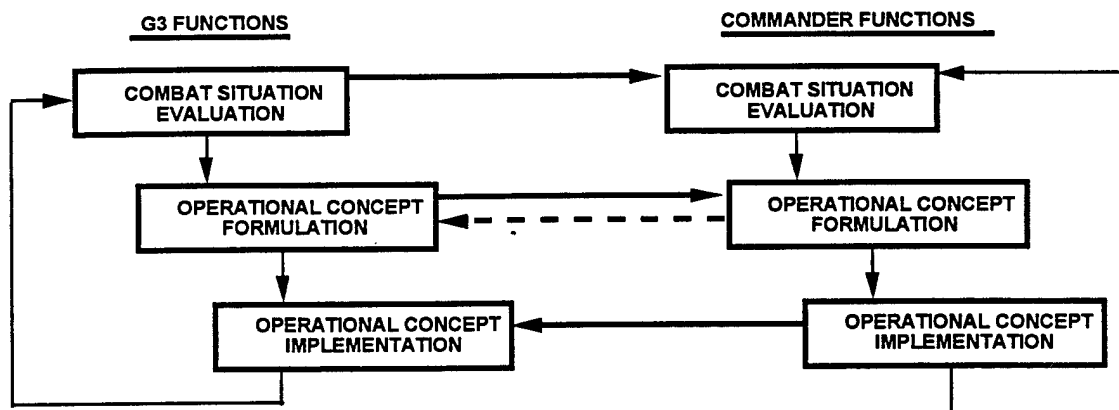 G3 FUNCTIONS
COMMANDER FUNCTIONS
COMBAT SITUATION
EVALUATION
COMBAT SITUATION
EVALUATION
OPERATIONAL CONCEPT
FORMULATION
OPERATIONAL CONCEPT
FORMULATION
OPERATIONAL CONCEPT
IMPLEMENTATION
OPERATIONAL CONCEPT
IMPLEMENTATION